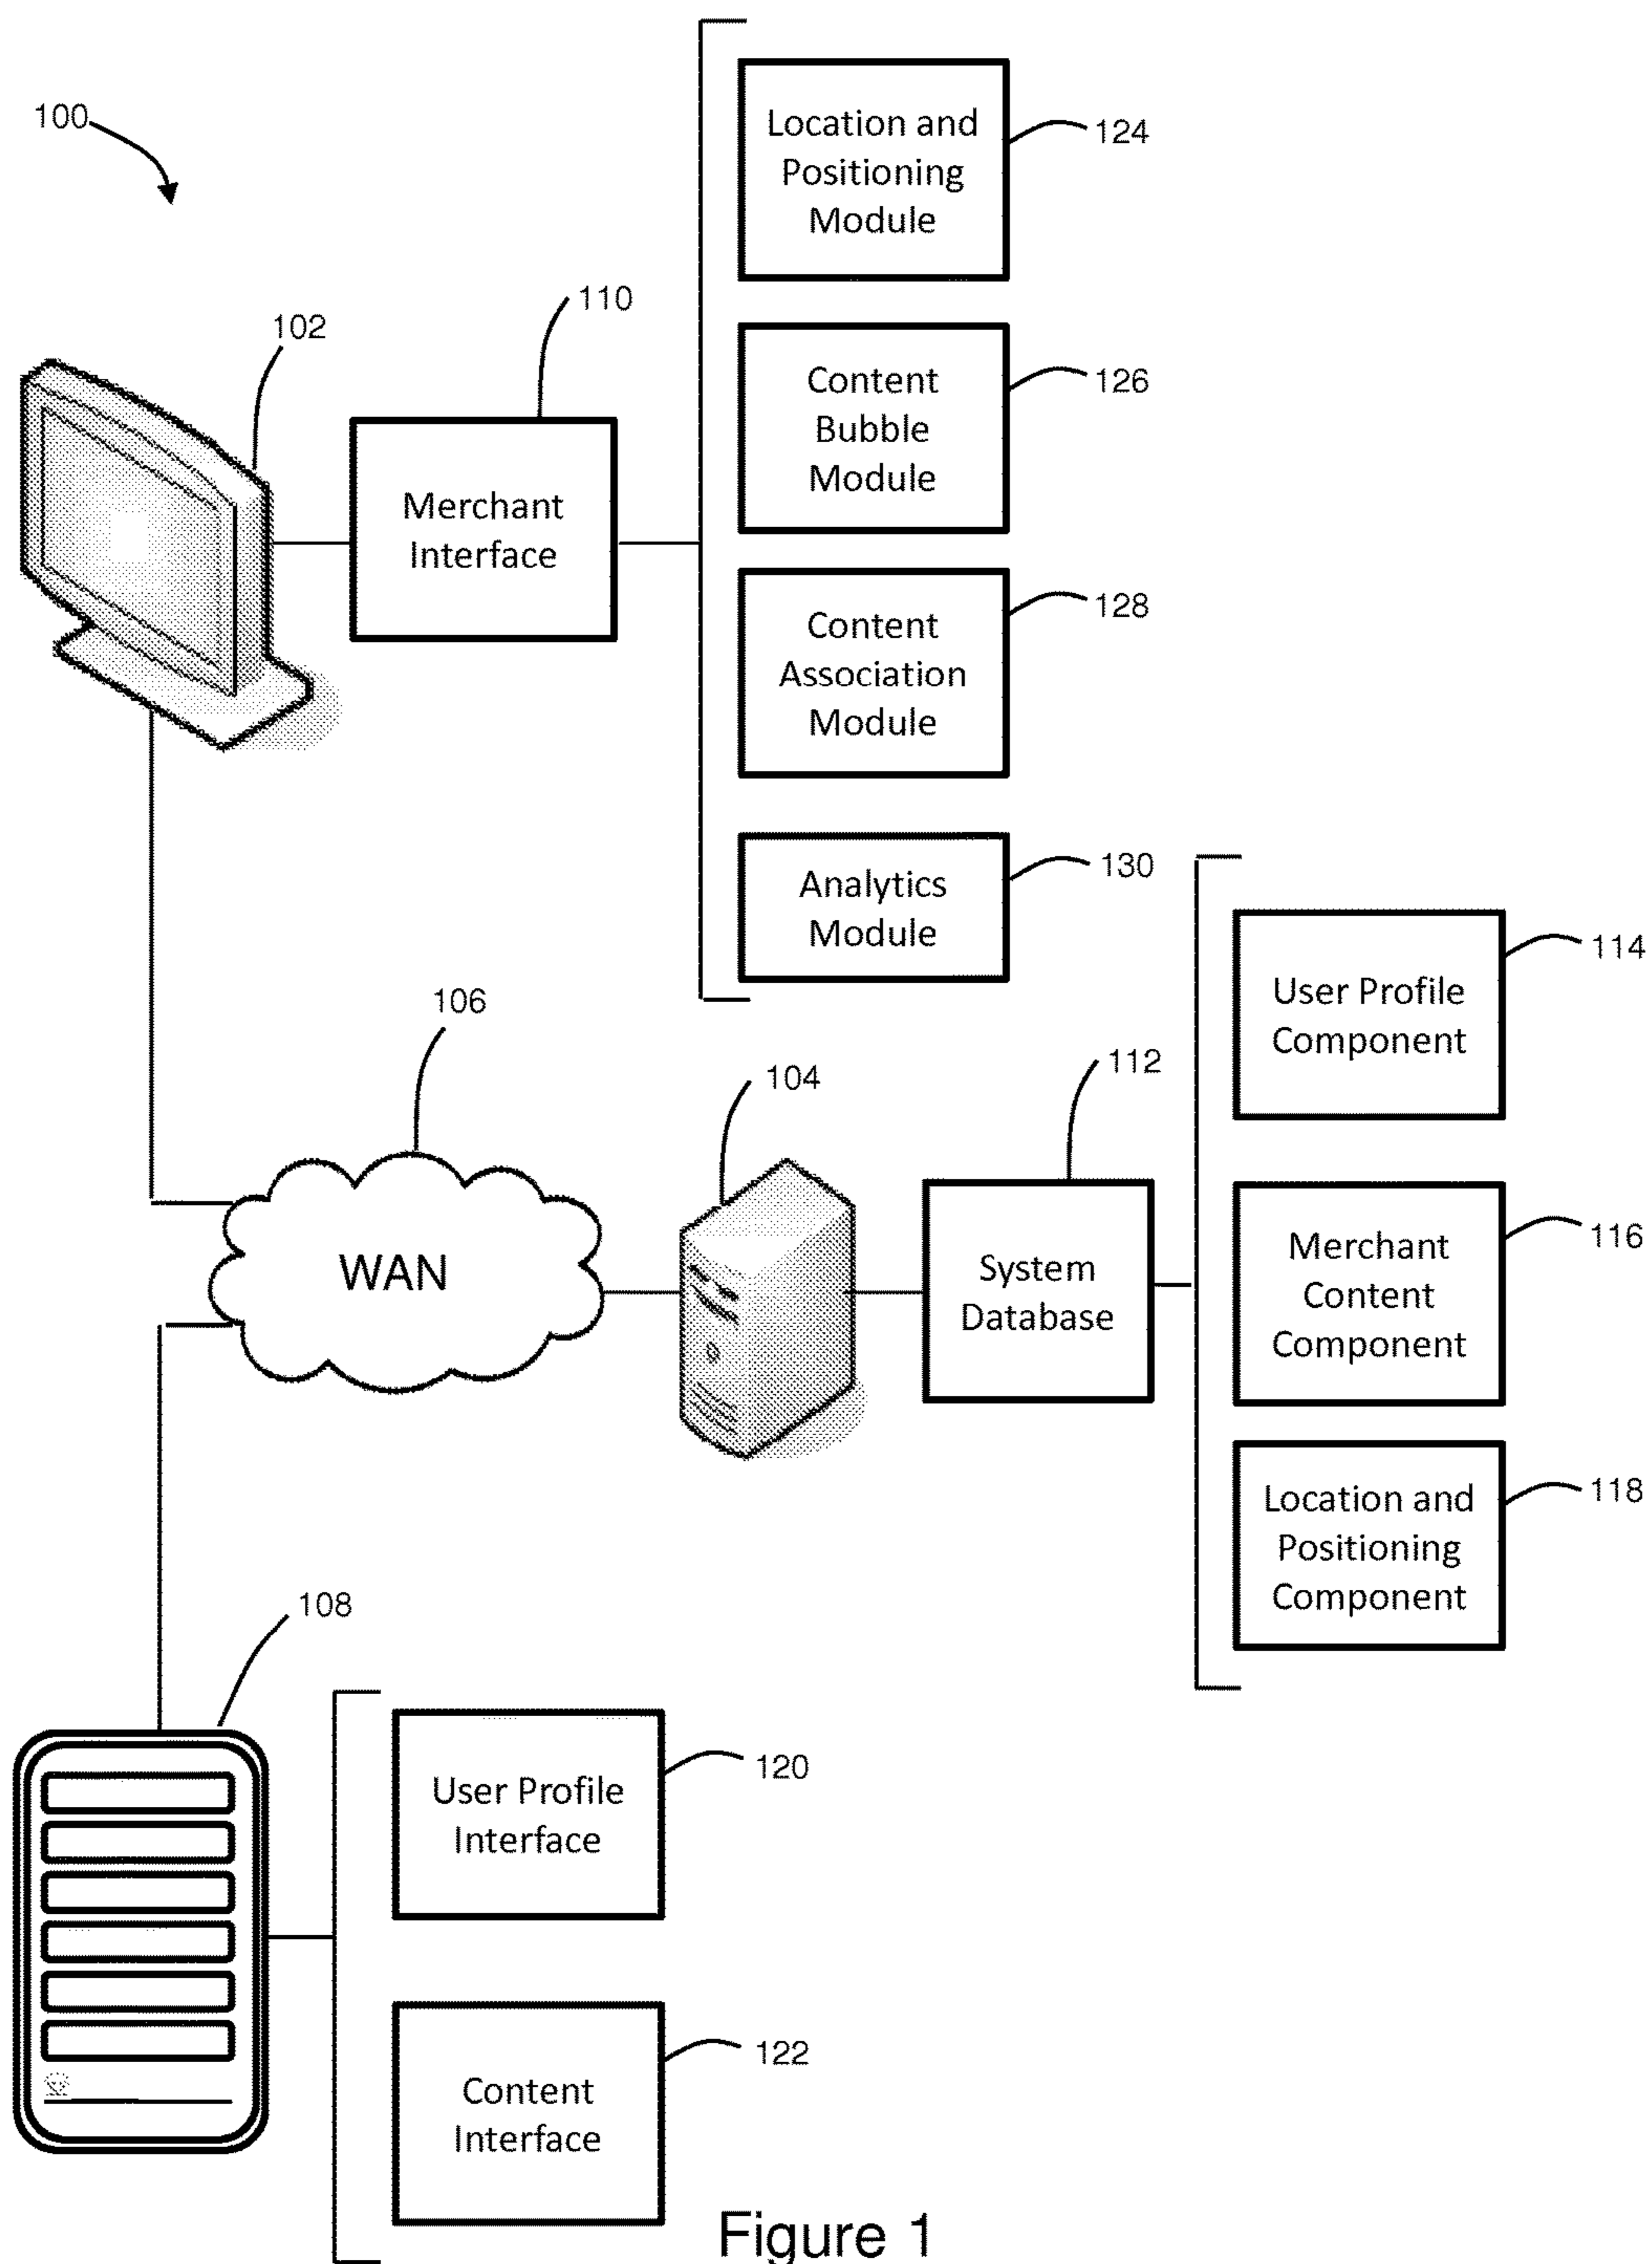 100
102
110
Merchant
Interface
Location and
Positioning
Module
124
Content
Bubble
Module
126
Content
Association
Module
128
Analytics
Module
130
106
WAN
104
112
System
Database
User Profile
Component
114
Merchant
Content
Component
116
Location and
Positioning
Component
118
108
User Profile
Interface
120
Content
Interface
122
Figure 1